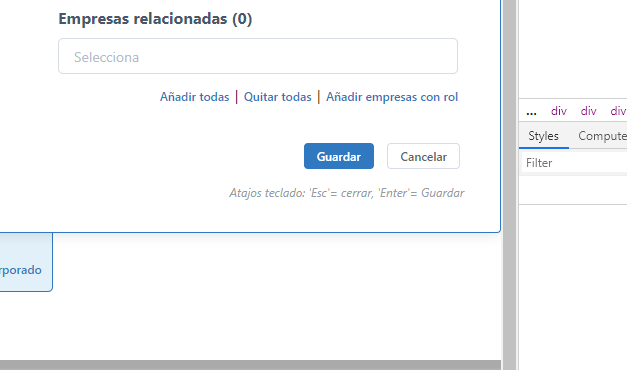 Empresas relacionadas (0)
Selecciona
Añadir todas | Quitar todas | Añadir empresas con rol
Guardar Cancelar
Atajos teclado: 'Esc'= cerrar, 'Enter'= Guardar
rporado
... div div div
Styles Compute
Filter